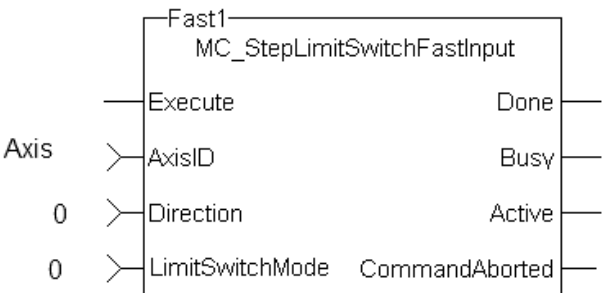 Fast1
MC_StepLimitSwitchFastInput
Execute Done
Axis AxisID Busy
0 Direction Active
0 LimitSwitchMode CommandAborted